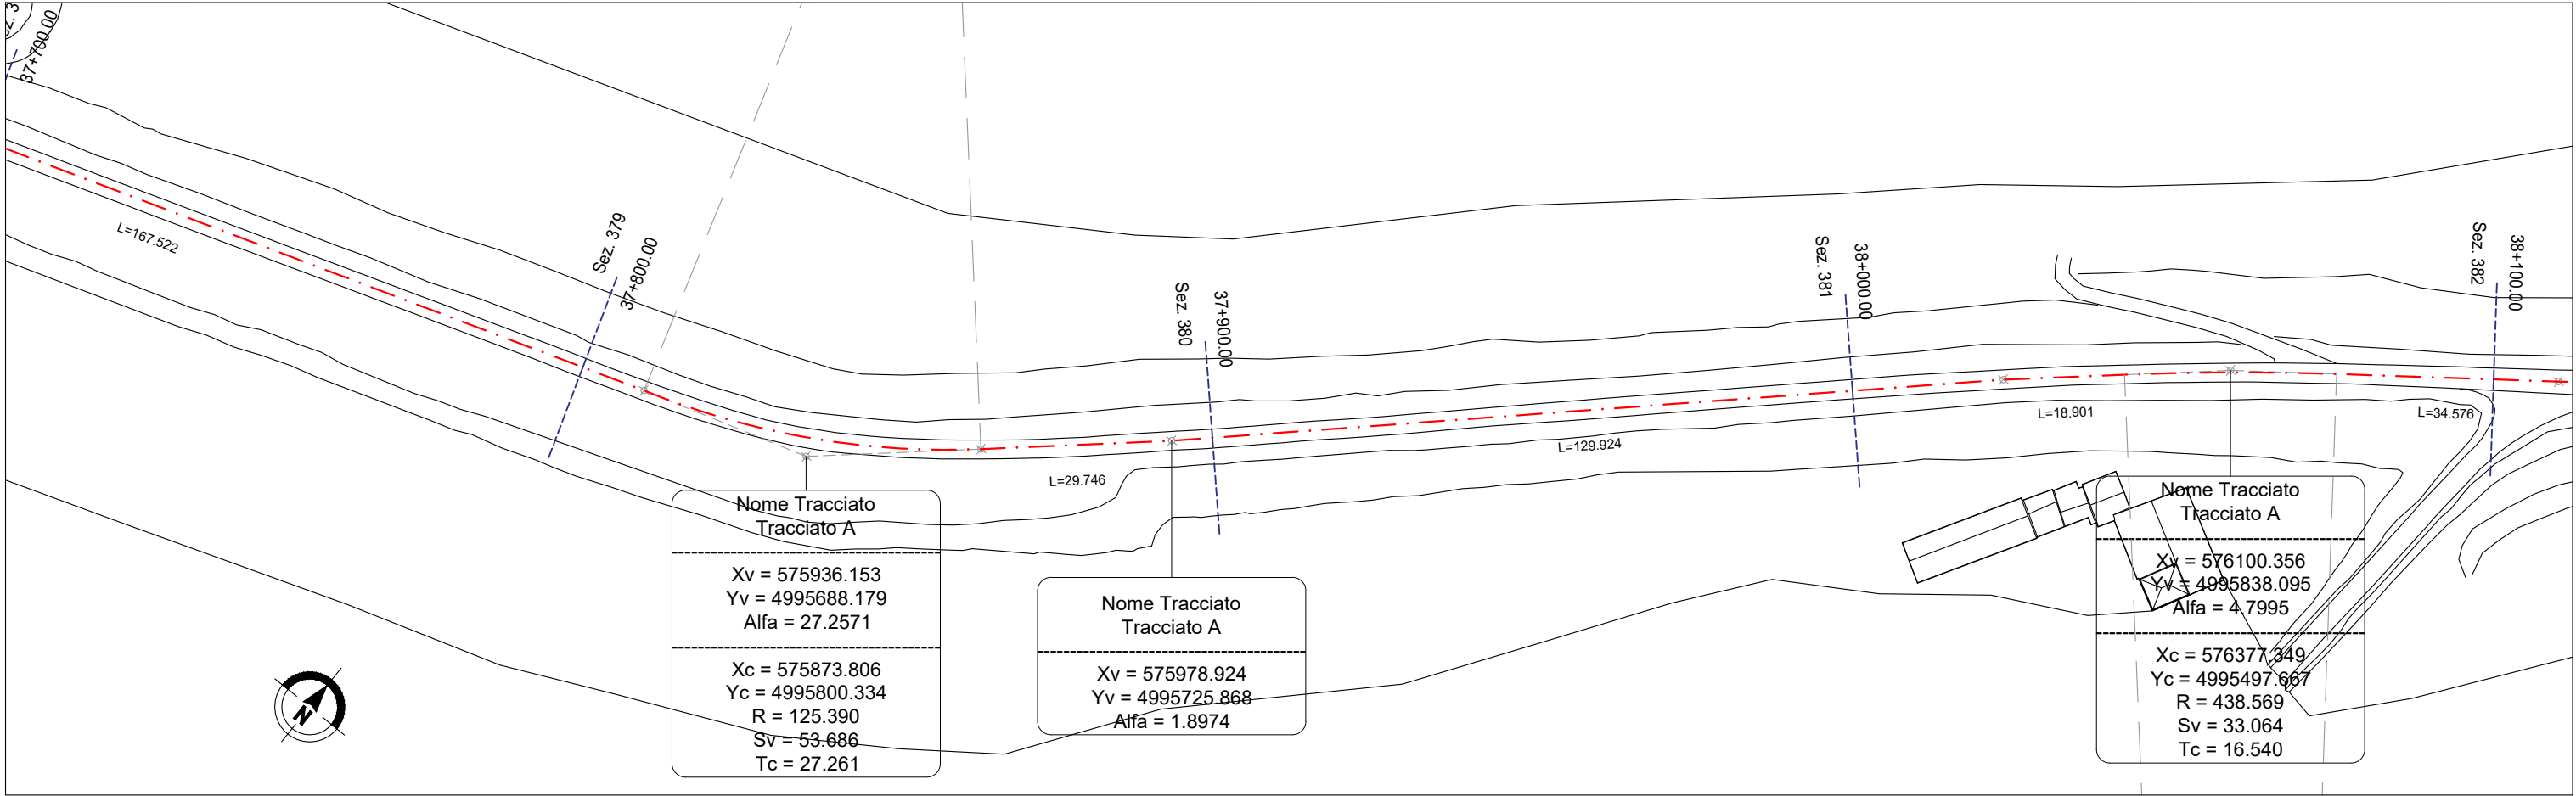 37+700.00
L=167.522
Sez. 379
37+800.00
Sez. 380
37+900.00
Sez. 381
38+000.00
Sez. 382
38+100.00
L=29.746
L=129.924
L=18.901
L=34.576
Nome Tracciato
Tracciato A
Xv = 575936.153
Yv = 4995688.179
Alfa = 27.2571
Xc = 575873.806
Yc = 4995800.334
R = 125.390
Sv = 53.686
Tc = 27.261
Nome Tracciato
Tracciato A
Xv = 575978.924
Yv = 4995725.868
Alfa = 1.8974
Nome Tracciato
Tracciato A
Xv = 576100.356
Yv = 4995838.095
Alfa = 4.7995
Xc = 576377.349
Yc = 4995497.667
R = 438.569
Sv = 33.064
Tc = 16.540
N